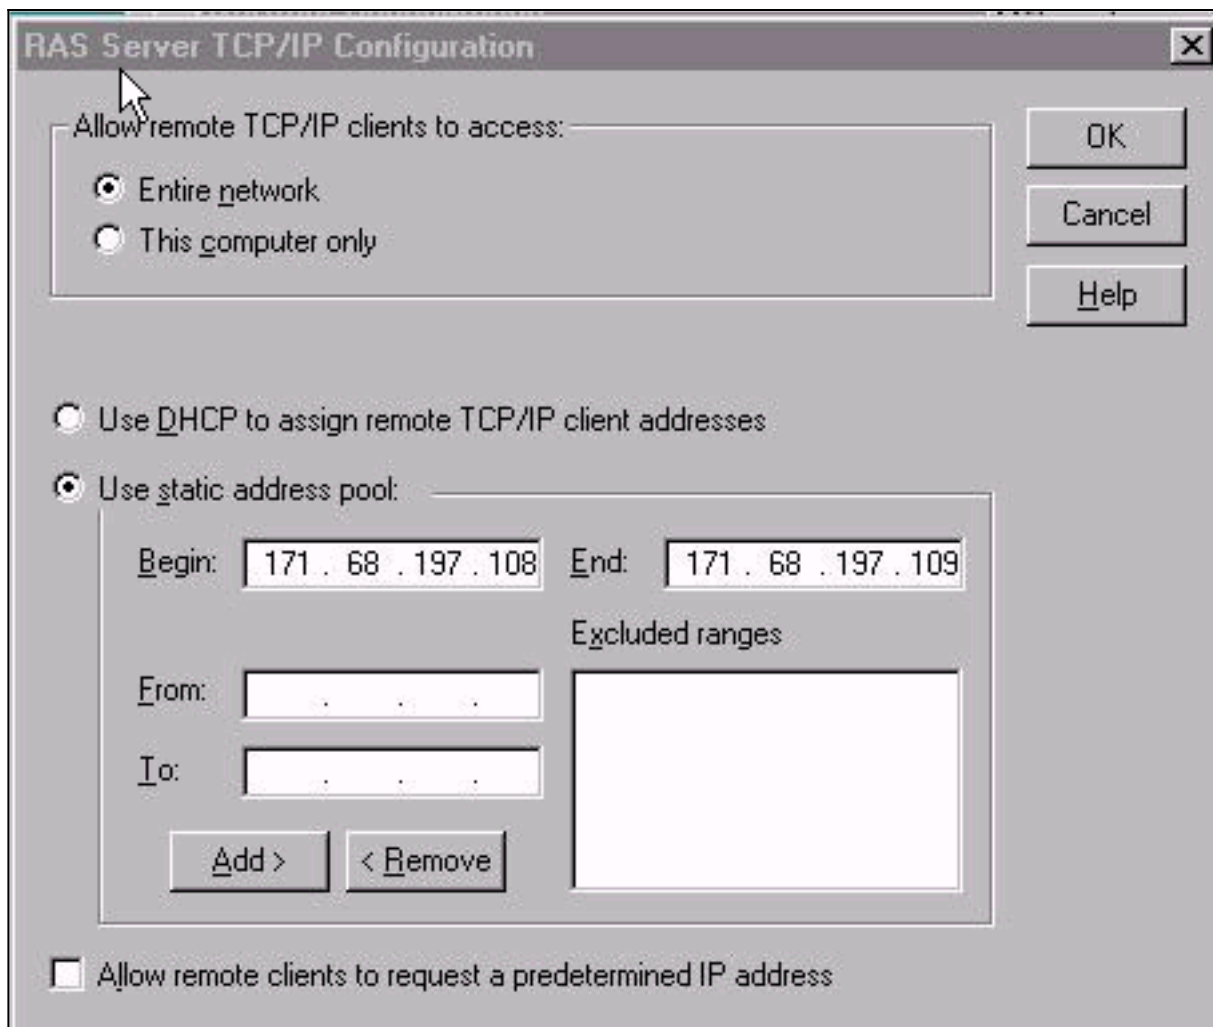 RAS Server TCP/IP Configuration
Allow remote TCP/IP clients to access:
Entire network
This computer only
OK
Cancel
Help
Use DHCP to assign remote TCP/IP client addresses
Use static address pool:
Begin: 171 . 68 . 197 . 108 End: 171 . 68 . 197 . 109
Excluded ranges
From: . . .
To: . . .
Add > < Remove
Allow remote clients to request a predetermined IP address